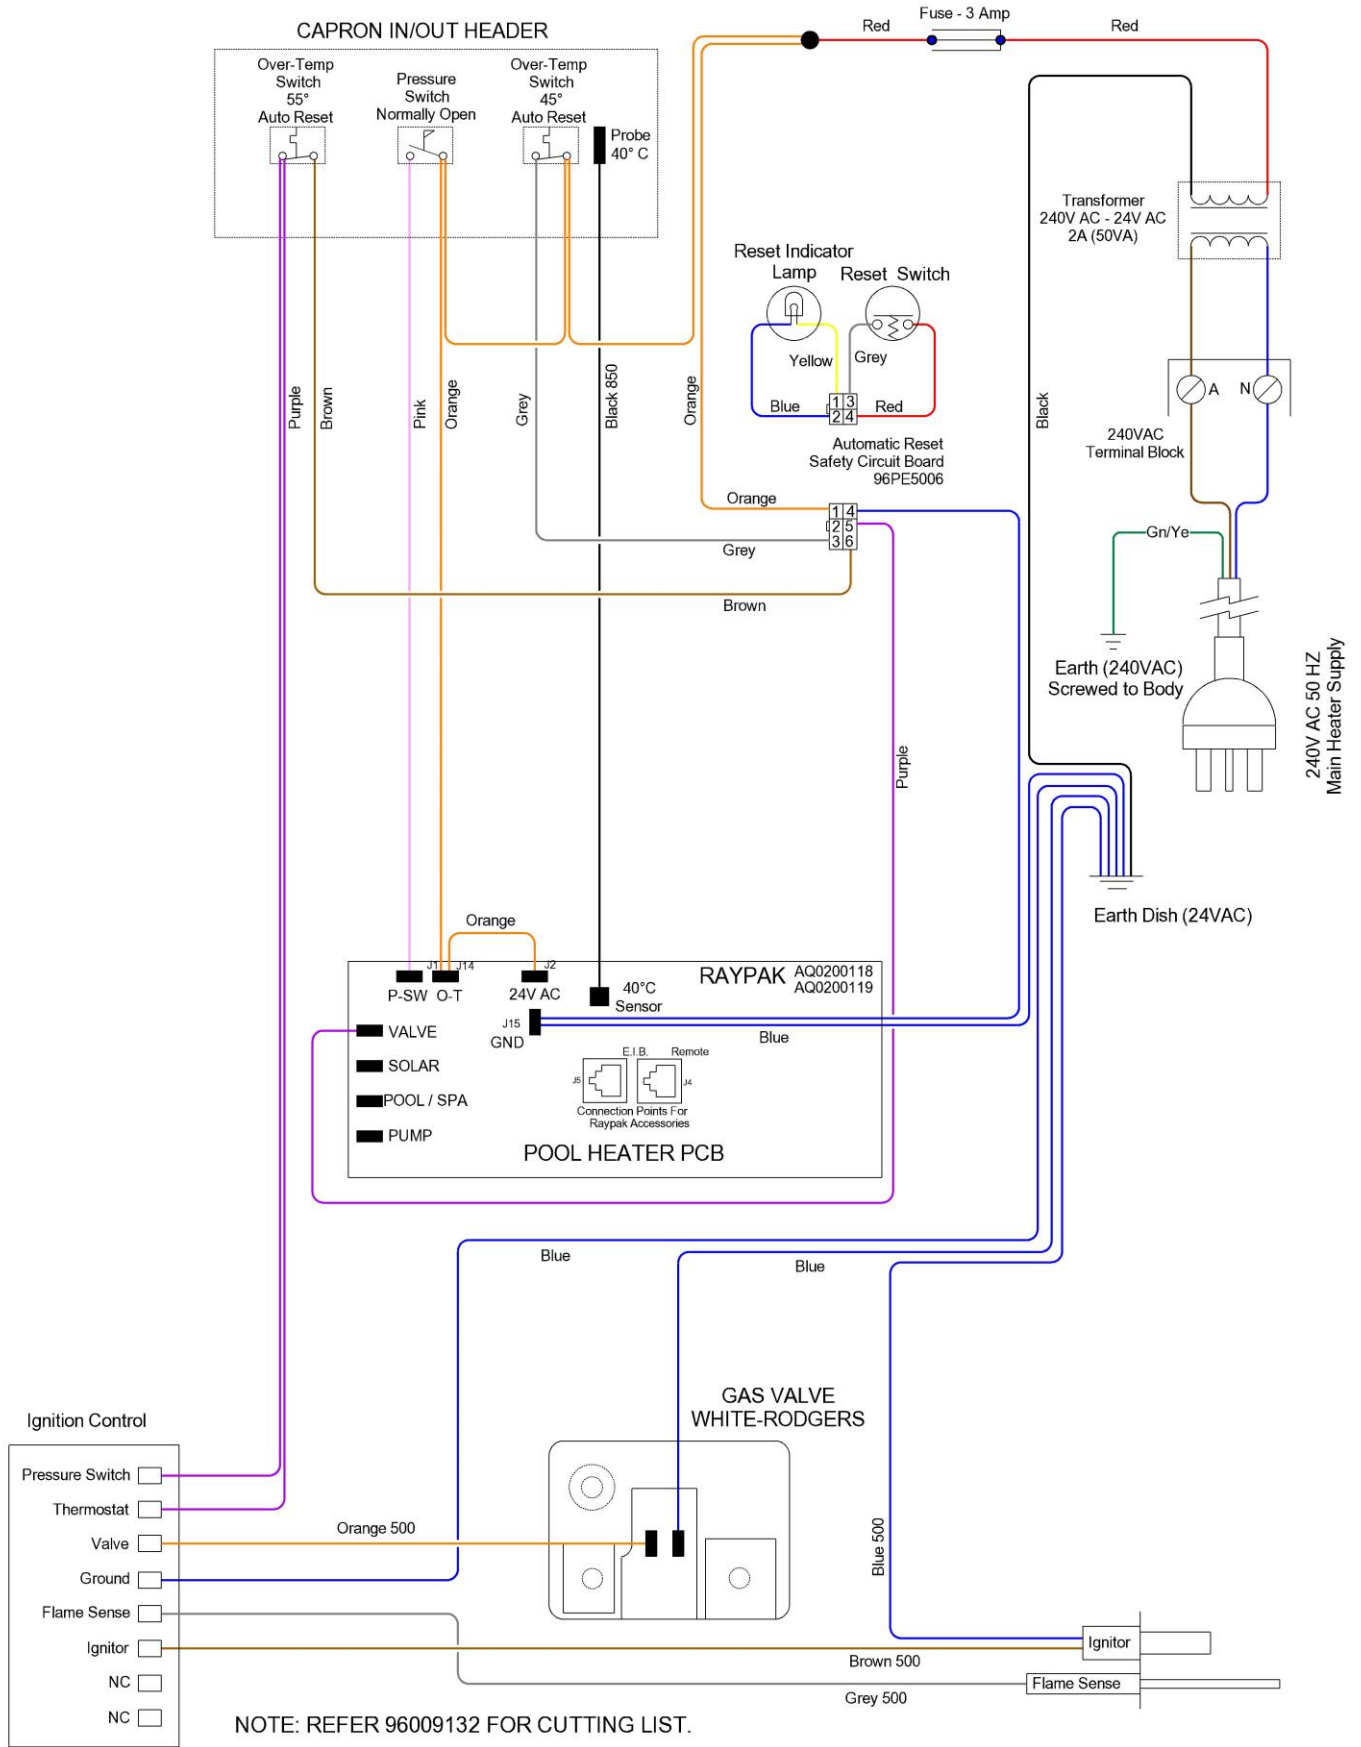 CAPRON IN/OUT HEADER
Fuse - 3 Amp
Red
Red
Over-Temp
Switch
55°
Auto Reset
Pressure
Switch
Normally Open
Over-Temp
Switch
45°
Auto Reset
Probe
40° C
Transformer
240V AC - 24V AC
2A (50VA)
Reset Indicator
Lamp
Reset Switch
Yellow
Grey
Blue
Red
1 3
2 4
A
N
240VAC
Terminal Block
Purple
Brown
Pink
Orange
Grey
Black 850
Orange
Black
Automatic Reset
Safety Circuit Board
96PE5006
Orange
1 4
2 5
3 6
Grey
Brown
Gn/Ye
Earth (240VAC)
Screwed to Body
240V AC 50 HZ
Main Heater Supply
Purple
Earth Dish (24VAC)
Orange
J1
J14
J2
P-SW
O-T
24V AC
40°C
Sensor
RAYPAK
AQ0200118
AQ0200119
VALVE
J15
GND
Blue
SOLAR
E.I.B.
Remote
J5
J4
POOL / SPA
Connection Points For
Raypak Accessories
PUMP
POOL HEATER PCB
Blue
Blue
GAS VALVE
WHITE-RODGERS
Ignition Control
Pressure Switch
Thermostat
Valve
Orange 500
Ground
Blue 500
Flame Sense
Ignitor
NC
NC
Ignitor
Brown 500
Flame Sense
Grey 500
NOTE: REFER 96009132 FOR CUTTING LIST.